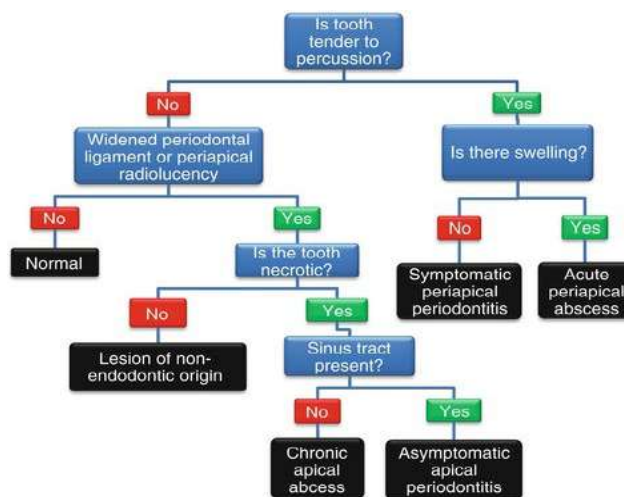 Is tooth
tender to
percussion?
No
Yes
Widened periodontal
ligament or periapical
radiolucency
Is there swelling?
No
Yes
No
Yes
Normal
Is the tooth
necrotic?
Symptomatic
periapical
periodontitis
Acute
periapical
abscess
No
Yes
Lesion of non-
endodontic origin
Sinus tract
present?
No
Yes
Chronic
apical
abcess
Asymptomatic
apical
periodontitis